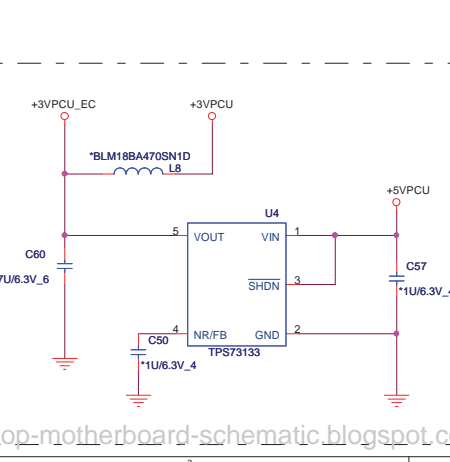 +3VPCU_EC
+3VPCU
*BLM18BA470SN1D
L8
+5VPCU
U4
5 VOUT VIN 1
C60
7U/6.3V_6
C57
SHDN 3
*1U/6.3V_4
4 NR/FB GND 2
C50
TPS73133
*1U/6.3V_4
op-motherboard-schematic.blogspot.c